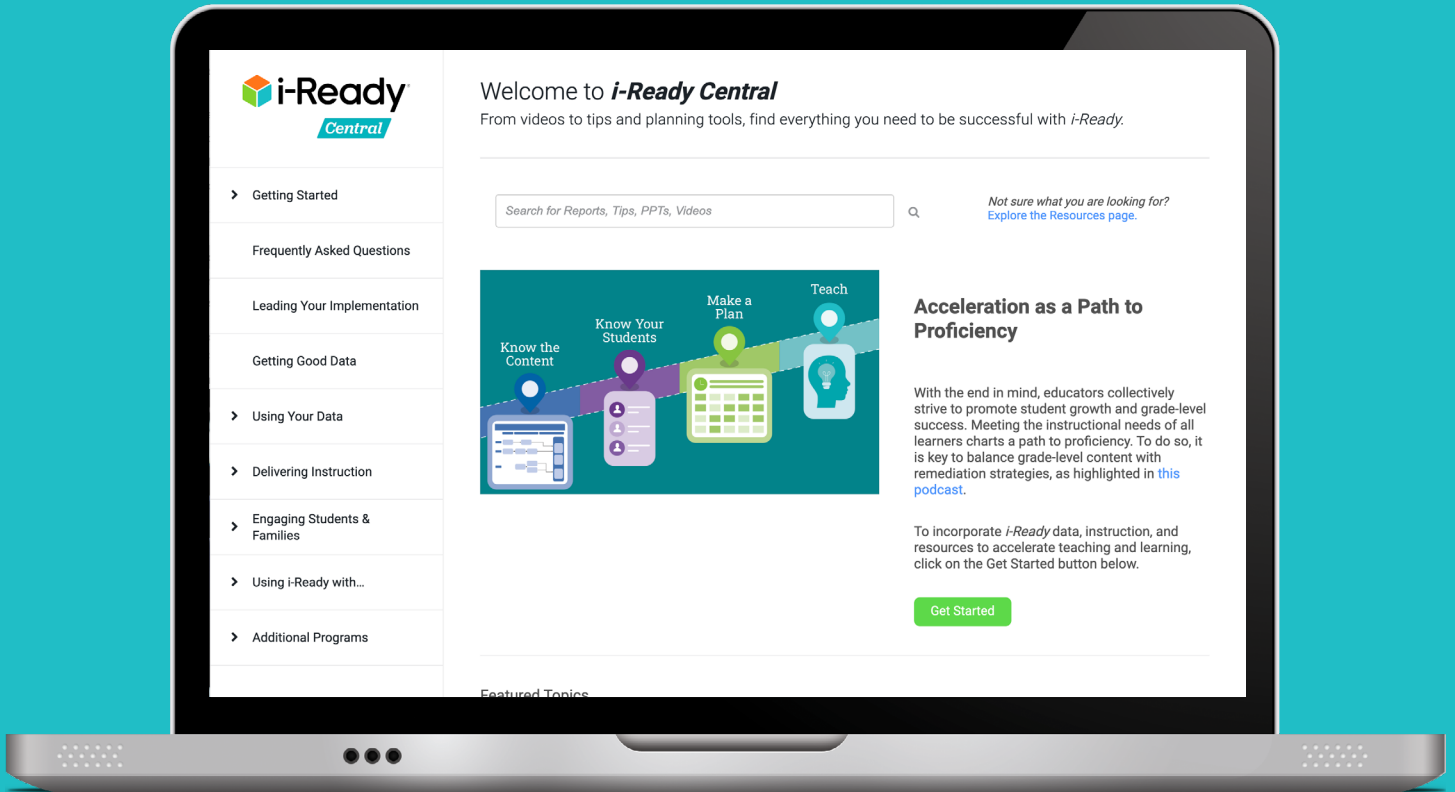 i-Ready
Central
Getting Started
Frequently Asked Questions
Leading Your Implementation
Getting Good Data
Using Your Data
Delivering Instruction
Engaging Students &
Families
Using i-Ready with...
Additional Programs
Welcome to i-Ready Central
From videos to tips and planning tools, find everything you need to be successful with i-Ready.
Search for Reports, Tips, PPTs, Videos
Not sure what you are looking for?
Explore the Resources page.
Know the
Content
Know Your
Students
Make a
Plan
Teach
Acceleration as a Path to
Proficiency
With the end in mind, educators collectively
strive to promote student growth and grade-level
success. Meeting the instructional needs of all
learners charts a path to proficiency. To do so, it
is key to balance grade-level content with
remediation strategies, as highlighted in this
podcast.
To incorporate i-Ready data, instruction, and
resources to accelerate teaching and learning,
click on the Get Started button below.
Get Started
Featured Topics